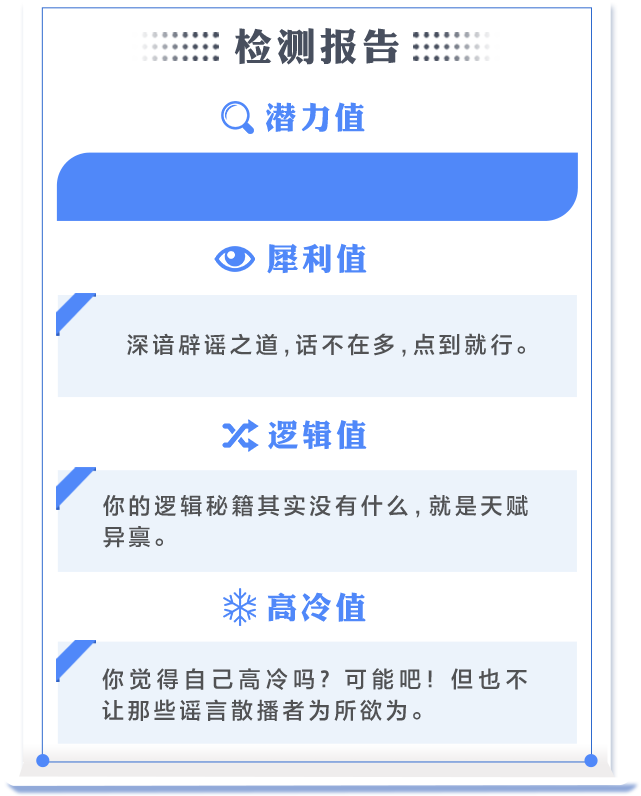 检测报告
潜力值
犀利值
深谙辟谣之道,话不在多,点到就行。
逻辑值
你的逻辑秘籍其实没有什么,就是天赋
异禀。
高冷值
你觉得自己高冷吗?可能吧!但也不
让那些谣言散播者为所欲为。